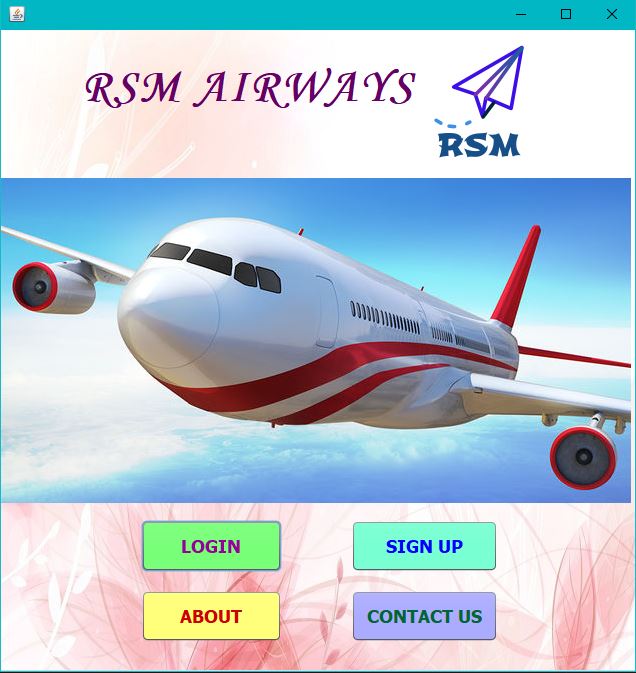 RSM AIRWAYS
RSM
LOGIN
SIGN UP
ABOUT
CONTACT US